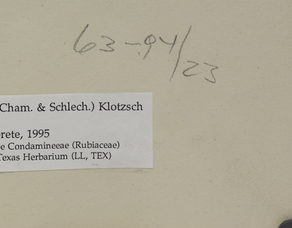 63-94/23
(Cham. & Schlech.) Klotzsch
rete, 1995
e Condamineeae (Rubiaceae)
Texas Herbarium (LL, TEX)